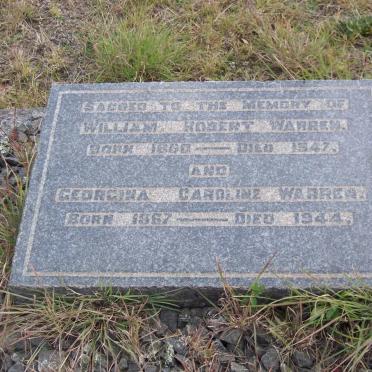 SACRED TO THE MEMORY OF
WILLIAM ROBERT WARREN.
BORN 1860 — DIED 1947.
AND
GEORGINA CAROLINE WARREN.
BORN 1867 — DIED 1944.